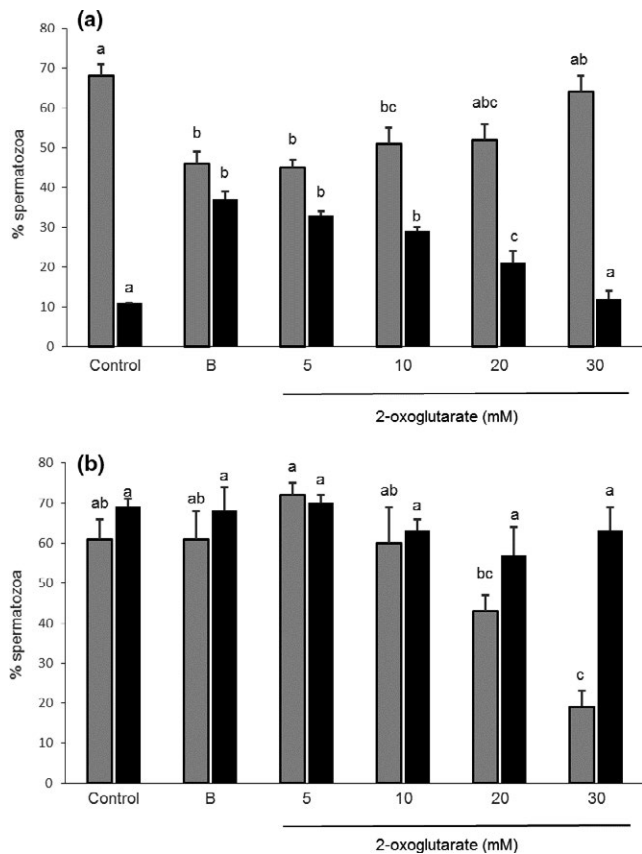 (a)
% spermatozoa
80
70
60
50
40
30
20
10
0
a
a
b
b
b
b
bc
b
abc
c
ab
a
Control B 5 10 20 30
2-oxoglutarate (mM)
(b)
% spermatozoa
80
70
60
50
40
30
20
10
0
ab
a
ab
a
a
a
ab
a
bc
a
c
a
Control B 5 10 20 30
2-oxoglutarate (mM)